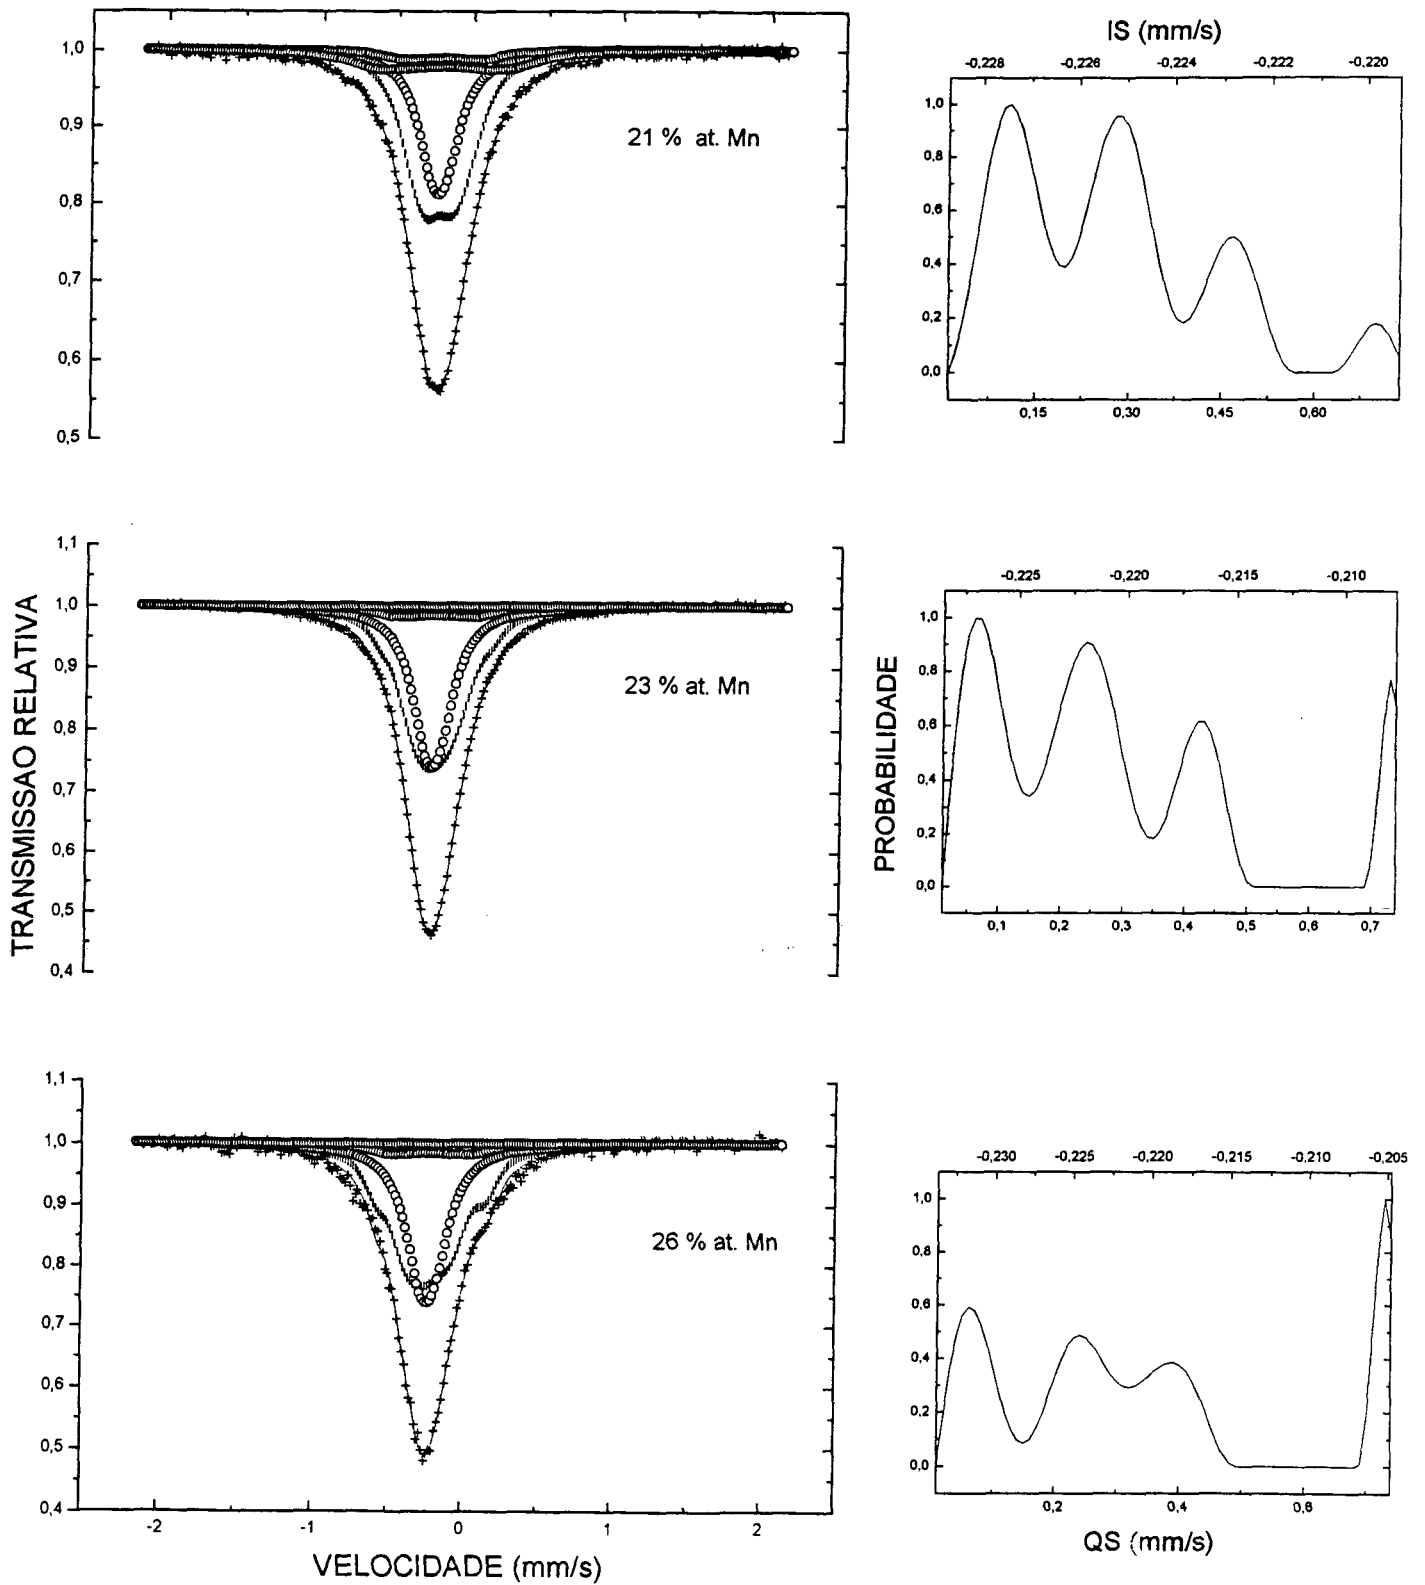 1,0
0,9
0,8
0,7
0,6
0,5
21 % at. Mn
IS (mm/s)
-0,228 -0,226 -0,224 -0,222 -0,220
1,0
0,8
0,6
0,4
0,2
0,0
0,15 0,30 0,45 0,60
TRANSMISSAO RELATIVA
1,1
1,0
0,9
0,8
0,7
0,6
0,5
0,4
23 % at. Mn
PROBABILIDADE
-0,225 -0,220 -0,215 -0,210
1,0
0,8
0,6
0,4
0,2
0,0
0,1 0,2 0,3 0,4 0,5 0,6 0,7
1,1
1,0
0,9
0,8
0,7
0,6
0,5
0,4
26 % at. Mn
-2 -1 0 1 2
VELOCIDADE (mm/s)
-0,230 -0,225 -0,220 -0,215 -0,210 -0,205
1,0
0,8
0,6
0,4
0,2
0,0
0,2 0,4 0,6
QS (mm/s)